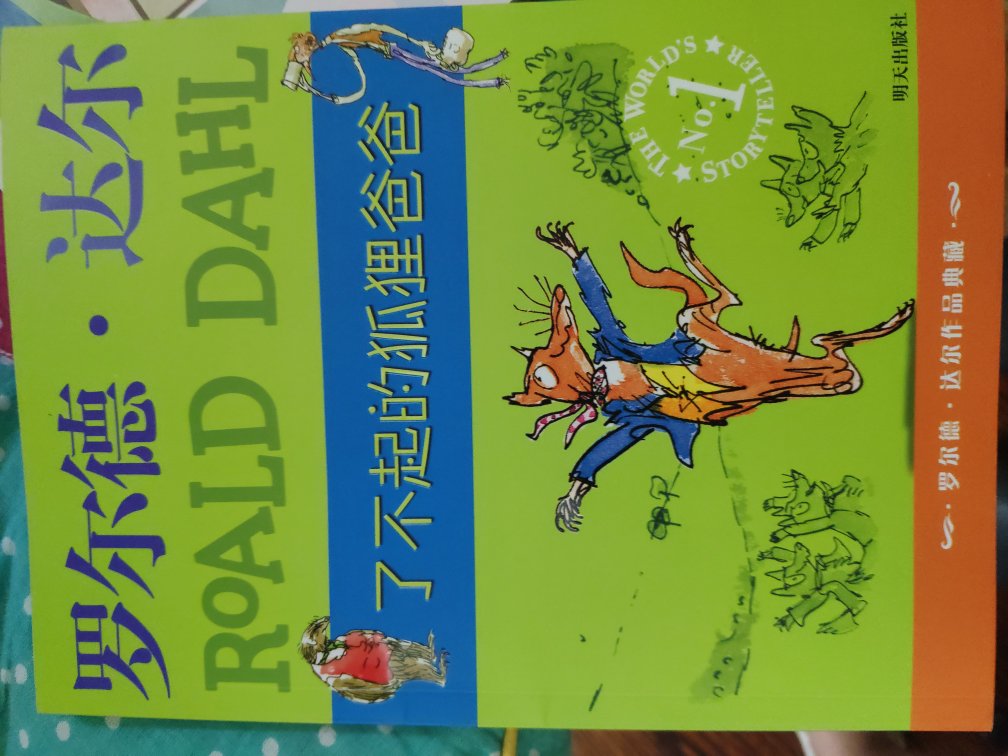 罗尔德·达尔
ROALD DAHL
了不起的狐狸爸爸
THE WORLD'S
No.1
STORYTELLER
明天出版社
·罗尔德·达尔作品典藏·